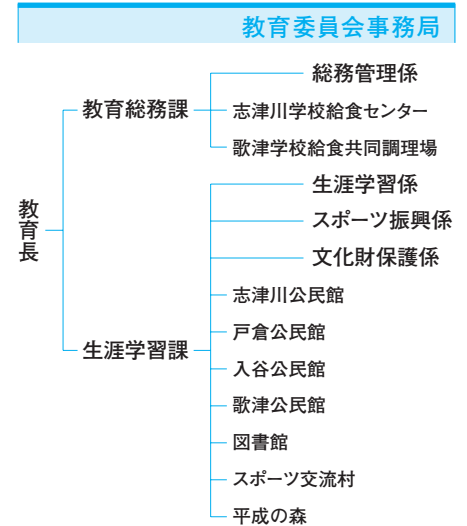 教育委員会事務局
教育長
教育総務課
総務管理係
志津川学校給食センター
歌津学校給食共同調理場
生涯学習課
生涯学習係
スポーツ振興係
文化財保護係
志津川公民館
戸倉公民館
入谷公民館
歌津公民館
図書館
スポーツ交流村
平成の森